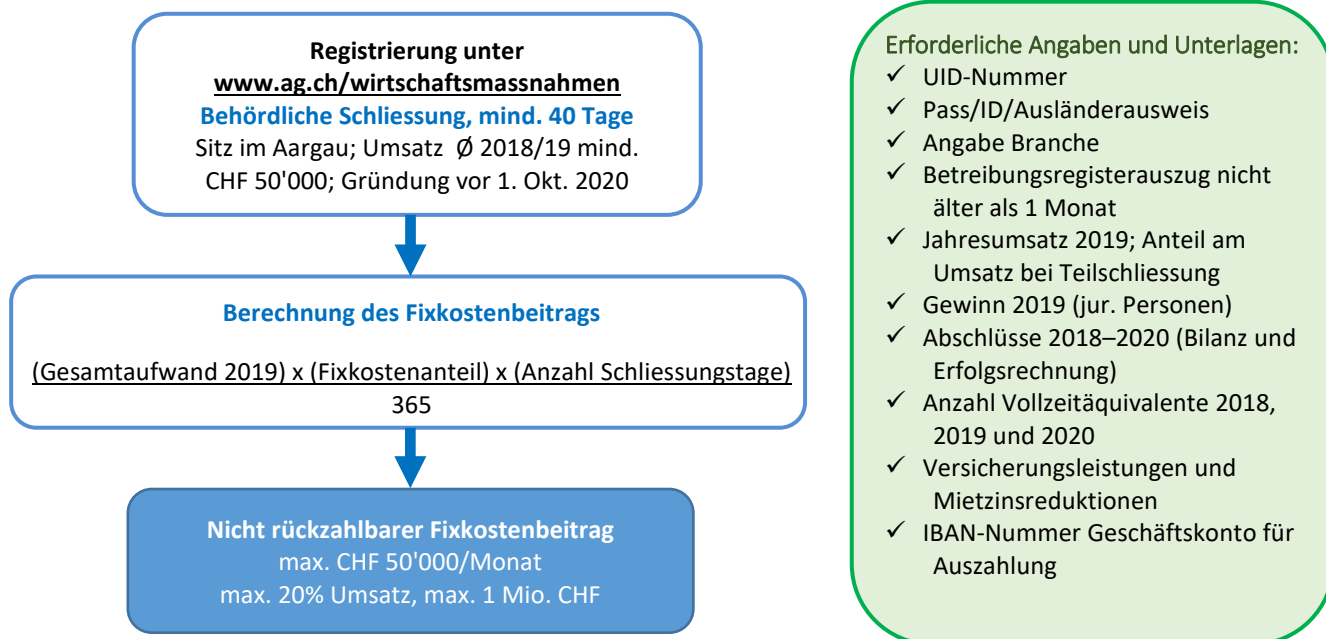 Registrierung unter
www.ag.ch/wirtschaftsmassnahmen
Behördliche Schliessung, mind. 40 Tage
Sitz im Aargau; Umsatz Ø 2018/19 mind.
CHF 50'000; Gründung vor 1. Okt. 2020
Berechnung des Fixkostenbeitrags
(Gesamtaufwand 2019) x (Fixkostenanteil) x (Anzahl Schliessungstage)
365
Nicht rückzahlbarer Fixkostenbeitrag
max. CHF 50'000/Monat
max. 20% Umsatz, max. 1 Mio. CHF
Erforderliche Angaben und Unterlagen:
✓ UID-Nummer
✓ Pass/ID/Ausländerausweis
✓ Angabe Branche
✓ Betreibungsregisterauszug nicht
älter als 1 Monat
✓ Jahresumsatz 2019; Anteil am
Umsatz bei Teilschliessung
✓ Gewinn 2019 (jur. Personen)
✓ Abschlüsse 2018–2020 (Bilanz und
Erfolgsrechnung)
✓ Anzahl Vollzeitäquivalente 2018,
2019 und 2020
✓ Versicherungsleistungen und
Mietzinsreduktionen
✓ IBAN-Nummer Geschäftskonto für
Auszahlung